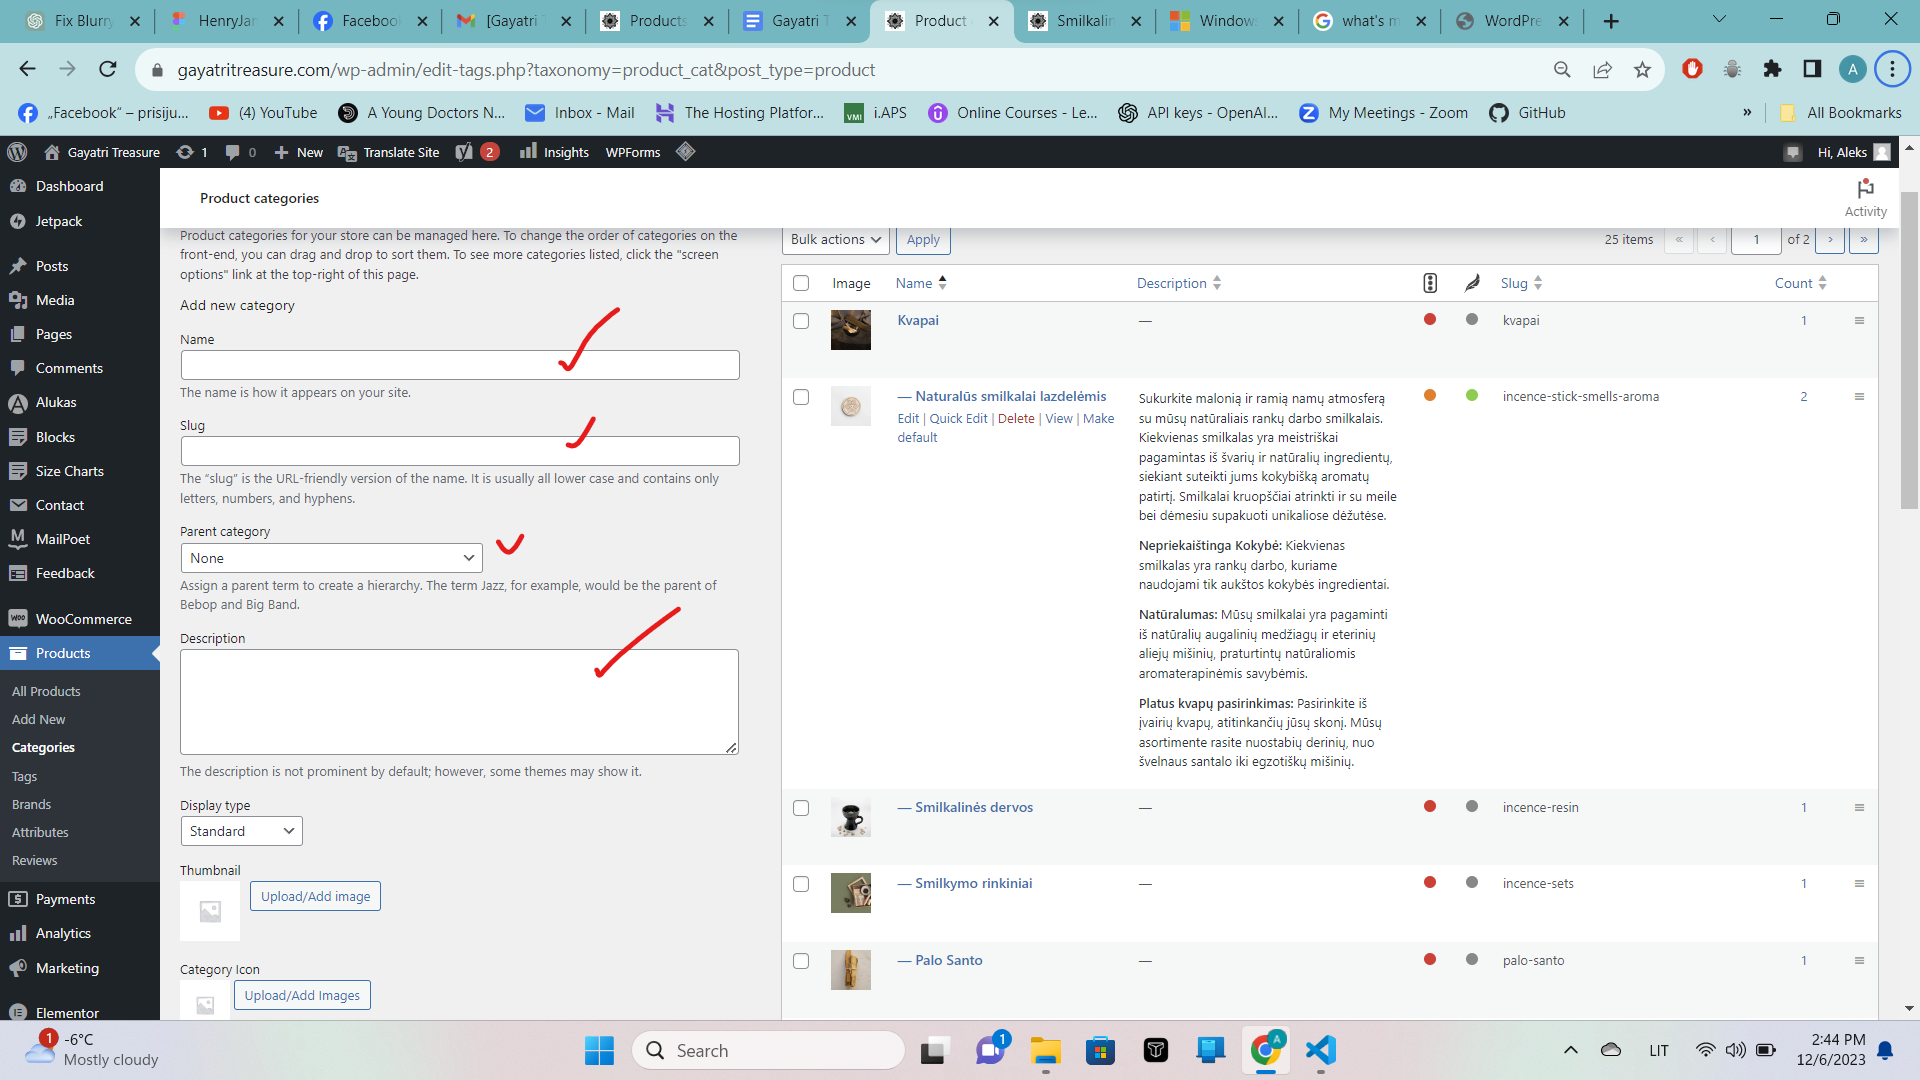 Fix Blurry
HenryJar
Facebook
[Gayatri T
Products
Gayatri T
Product
Smilkalin
Windows
what's m
WordPre
gayatritreasure.com/wp-admin/edit-tags.php?taxonomy=product_cat&post_type=product
A
„Facebook“ – prisiju...
(4) YouTube
A Young Doctors N...
Inbox - Mail
The Hosting Platfor...
VMI
i.APS
Online Courses - Le...
API keys - OpenAI...
My Meetings - Zoom
GitHub
»
All Bookmarks
Gayatri Treasure
1
0
New
Translate Site
2
Insights
WPForms
Hi, Aleks
Dashboard
Jetpack
Posts
Media
Pages
Comments
Alukas
Blocks
Size Charts
Contact
MailPoet
Feedback
WooCommerce
Products
All Products
Add New
Categories
Tags
Brands
Attributes
Reviews
Payments
Analytics
Marketing
Elementor
Product categories
Activity
Product categories for your store can be managed here. To change the order of categories on the
front-end, you can drag and drop to sort them. To see more categories listed, click the "screen
options" link at the top-right of this page.
Add new category
Name
The name is how it appears on your site.
Slug
The “slug” is the URL-friendly version of the name. It is usually all lower case and contains only
letters, numbers, and hyphens.
Parent category
None
Assign a parent term to create a hierarchy. The term Jazz, for example, would be the parent of
Bebop and Big Band.
Description
The description is not prominent by default; however, some themes may show it.
Display type
Standard
Thumbnail
Upload/Add image
Category Icon
Upload/Add Images
Bulk actions
Apply
25 items
«
‹
1
of 2
›
»
Image
Name
Description
Slug
Count
Kvapai
—
kvapai
1
— Naturalūs smilkalai lazdelėmis
Edit | Quick Edit | Delete | View | Make
default
Sukurkite malonią ir ramią namų atmosferą
su mūsų natūraliais rankų darbo smilkalais.
Kiekvienas smilkalas yra meistriškai
pagamintas iš švarių ir natūralių ingredientų,
siekiant suteikti jums kokybišką aromatų
patirtį. Smilkalai kruopščiai atrinkti ir su meile
bei dėmesiu supakuoti unikaliose dėžutėse.
Nepriekaištinga Kokybė: Kiekvienas
smilkalas yra rankų darbo, kuriame
naudojami tik aukštos kokybės ingredientai.
Natūralumas: Mūsų smilkalai yra pagaminti
iš natūralių augalinių medžiagų ir eterinių
aliejų mišinių, praturtintų natūraliomis
aromaterapinėmis savybėmis.
Platus kvapų pasirinkimas: Pasirinkite iš
įvairių kvapų, atitinkančių jūsų skonį. Mūsų
asortimente rasite nuostabių derinių, nuo
švelnaus santalo iki egzotiškų mišinių.
incence-stick-smells-aroma
2
— Smilkalinės dervos
—
incence-resin
1
— Smilkymo rinkiniai
—
incence-sets
1
— Palo Santo
—
palo-santo
1
1
-6°C
Mostly cloudy
Search
1
A
LIT
2:44 PM
12/6/2023